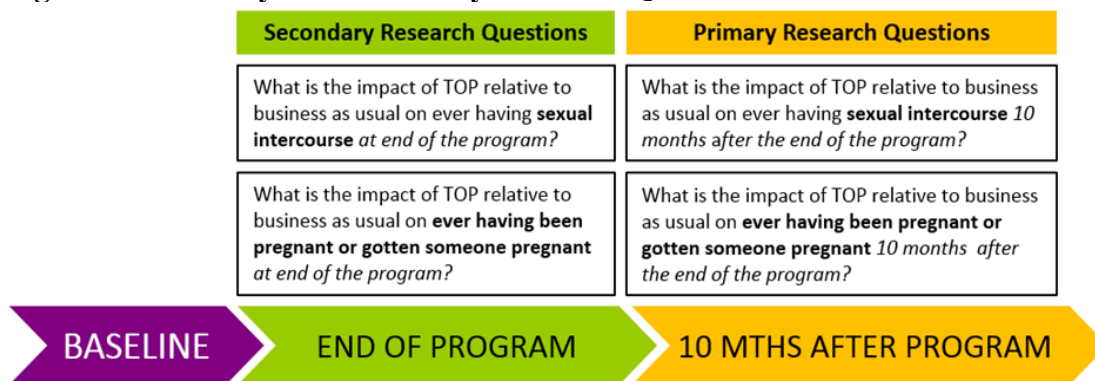 Secondary Research Questions
Primary Research Questions
What is the impact of TOP relative to
business as usual on ever having sexual
intercourse at end of the program?
What is the impact of TOP relative to business
as usual on ever having sexual intercourse 10
months after the end of the program?
What is the impact of TOP relative to
business as usual on ever having been
pregnant or gotten someone pregnant
at end of the program?
What is the impact of TOP relative to business
as usual on ever having been pregnant or
gotten someone pregnant 10 months after
the end of the program?
BASELINE
END OF PROGRAM
10 MTHS AFTER PROGRAM